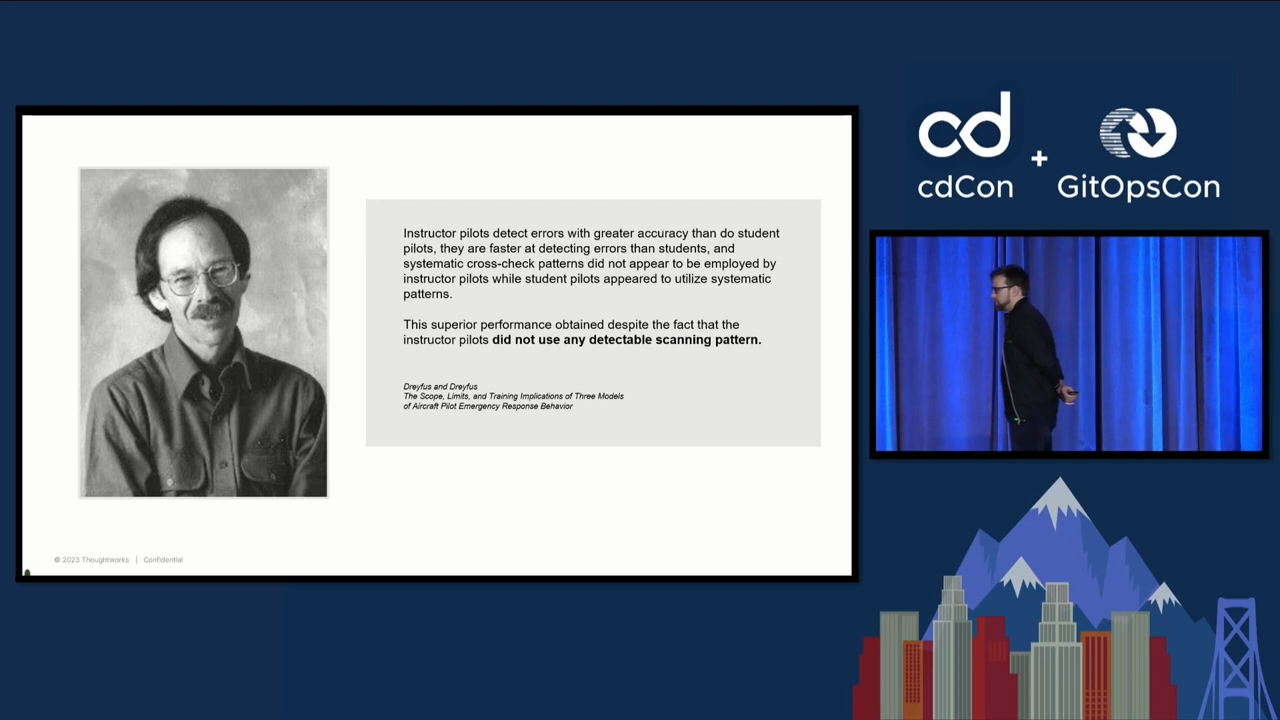 Instructor pilots detect errors with greater accuracy than do student
pilots, they are faster at detecting errors than students, and
systematic cross-check patterns did not appear to be employed by
instructor pilots while student pilots appeared to utilize systematic
patterns.
This superior performance obtained despite the fact that the
instructor pilots did not use any detectable scanning pattern.
Dreyfus and Dreyfus
The Scope, Limits, and Training Implications of Three Models
of Aircraft Pilot Emergency Response Behavior
© 2023 Thoughtworks | Confidential
cd
+
cdCon
GitOpsCon